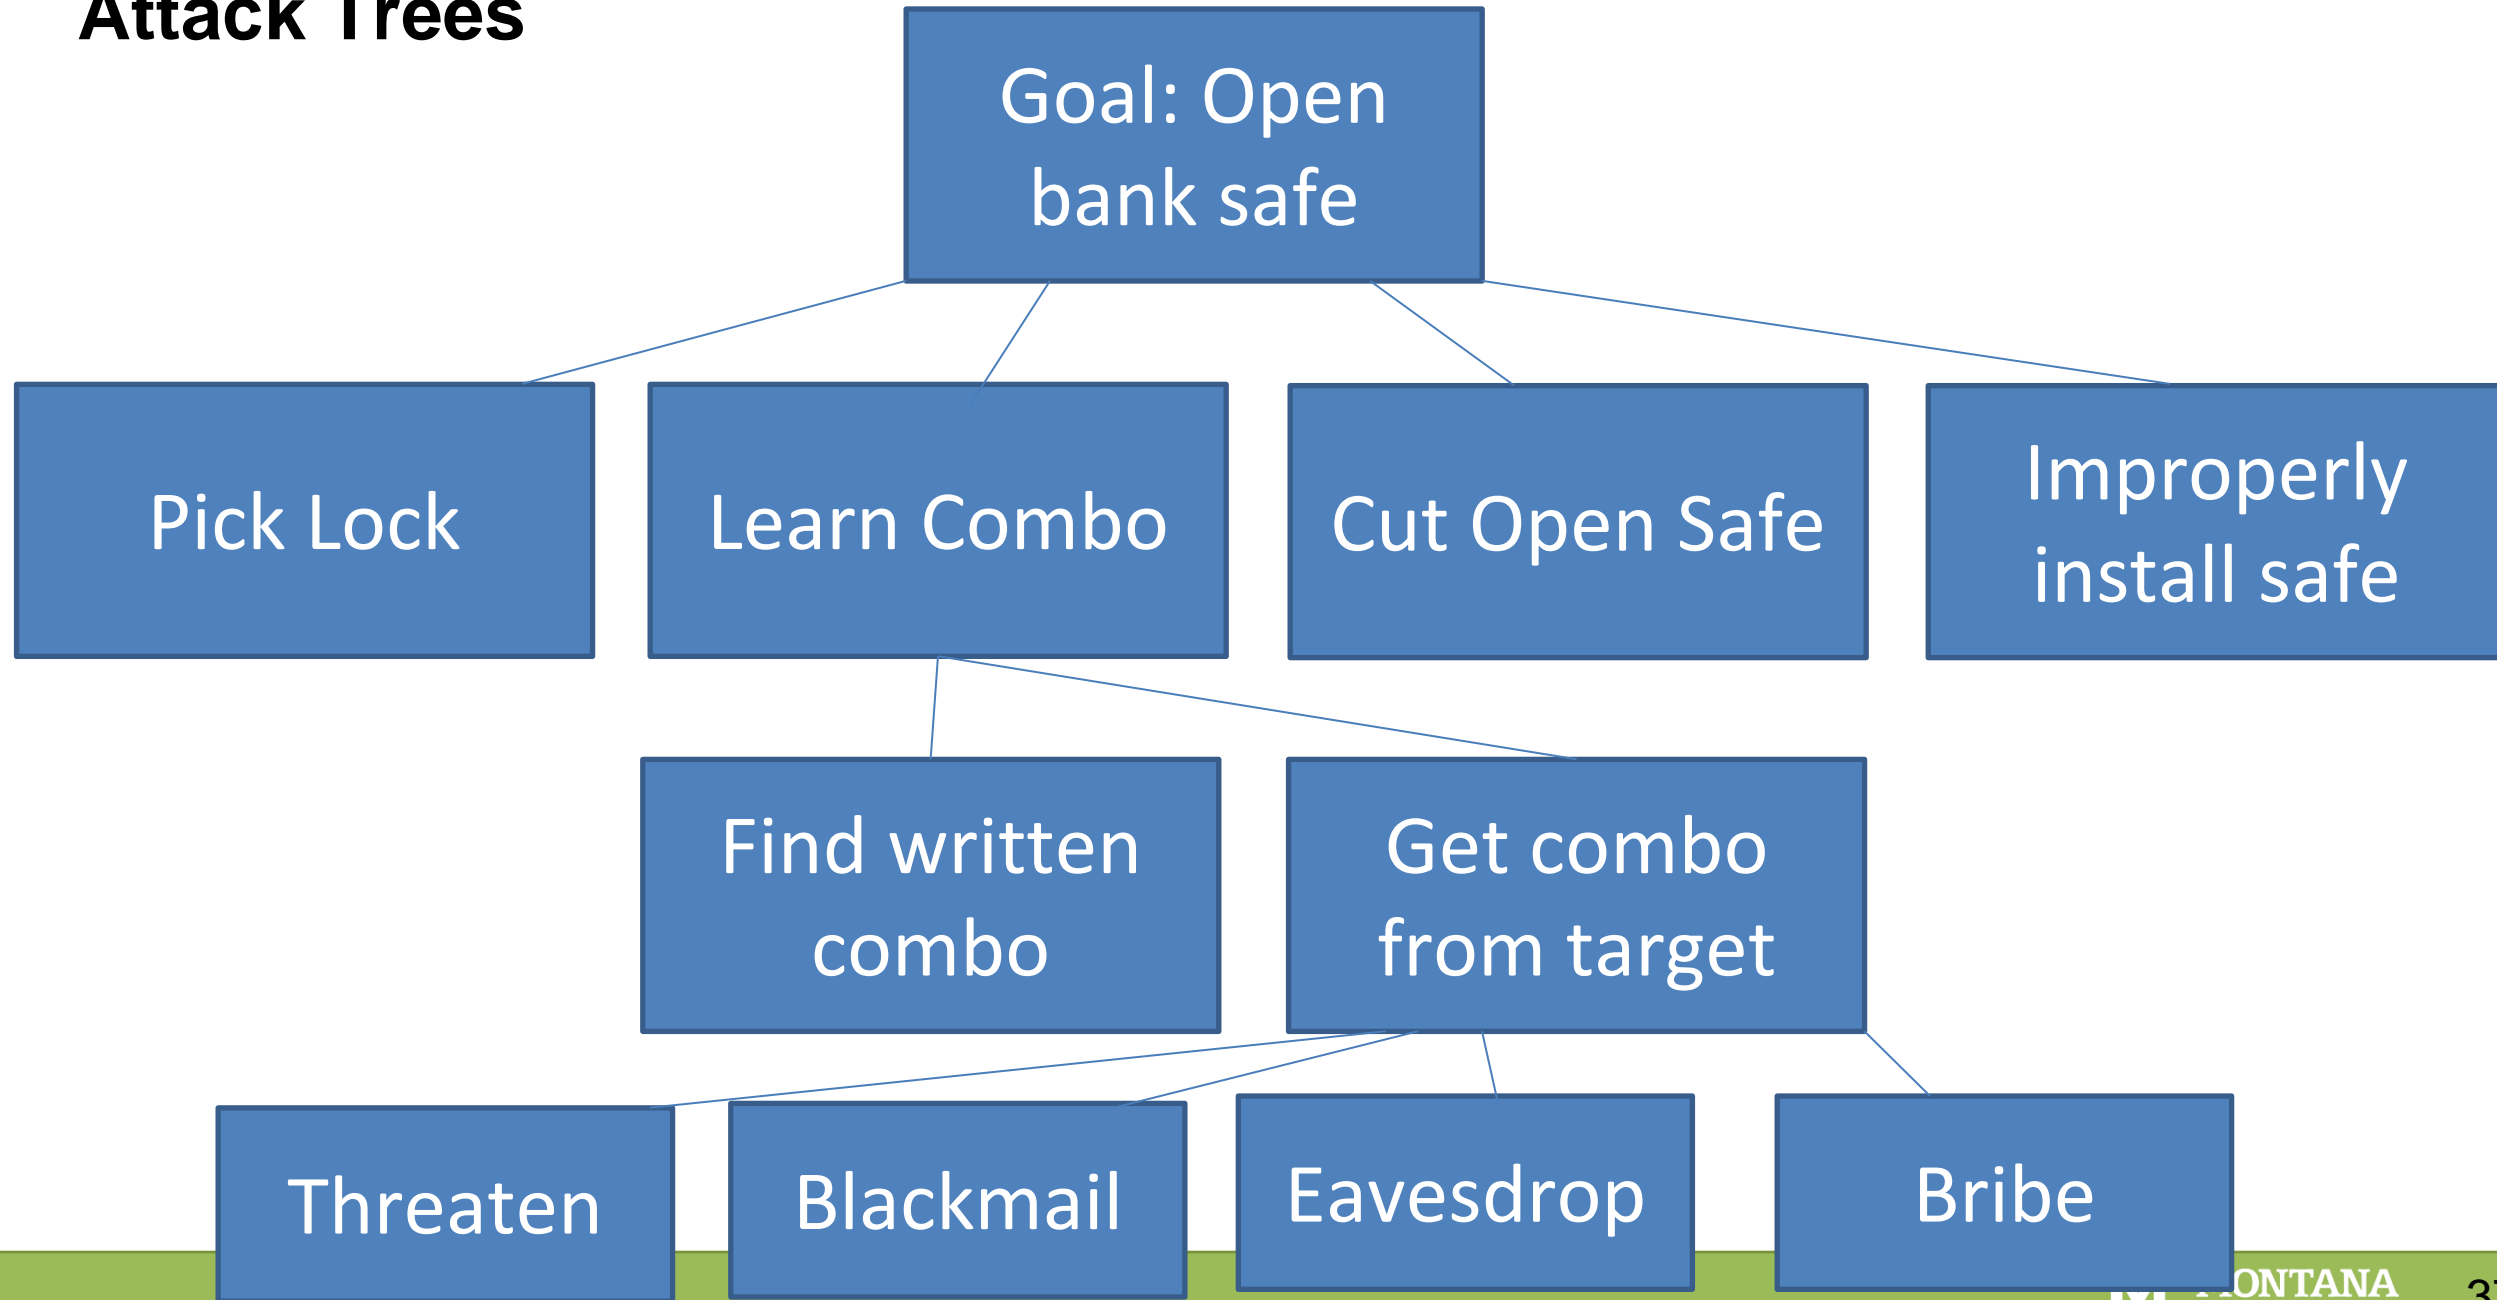 Attack Trees
Goal: Open
bank safe
Pick Lock
Learn Combo
Cut Open Safe
Improperly
install safe
Find written
combo
Get combo
from target
Threaten
Blackmail
Eavesdrop
Bribe